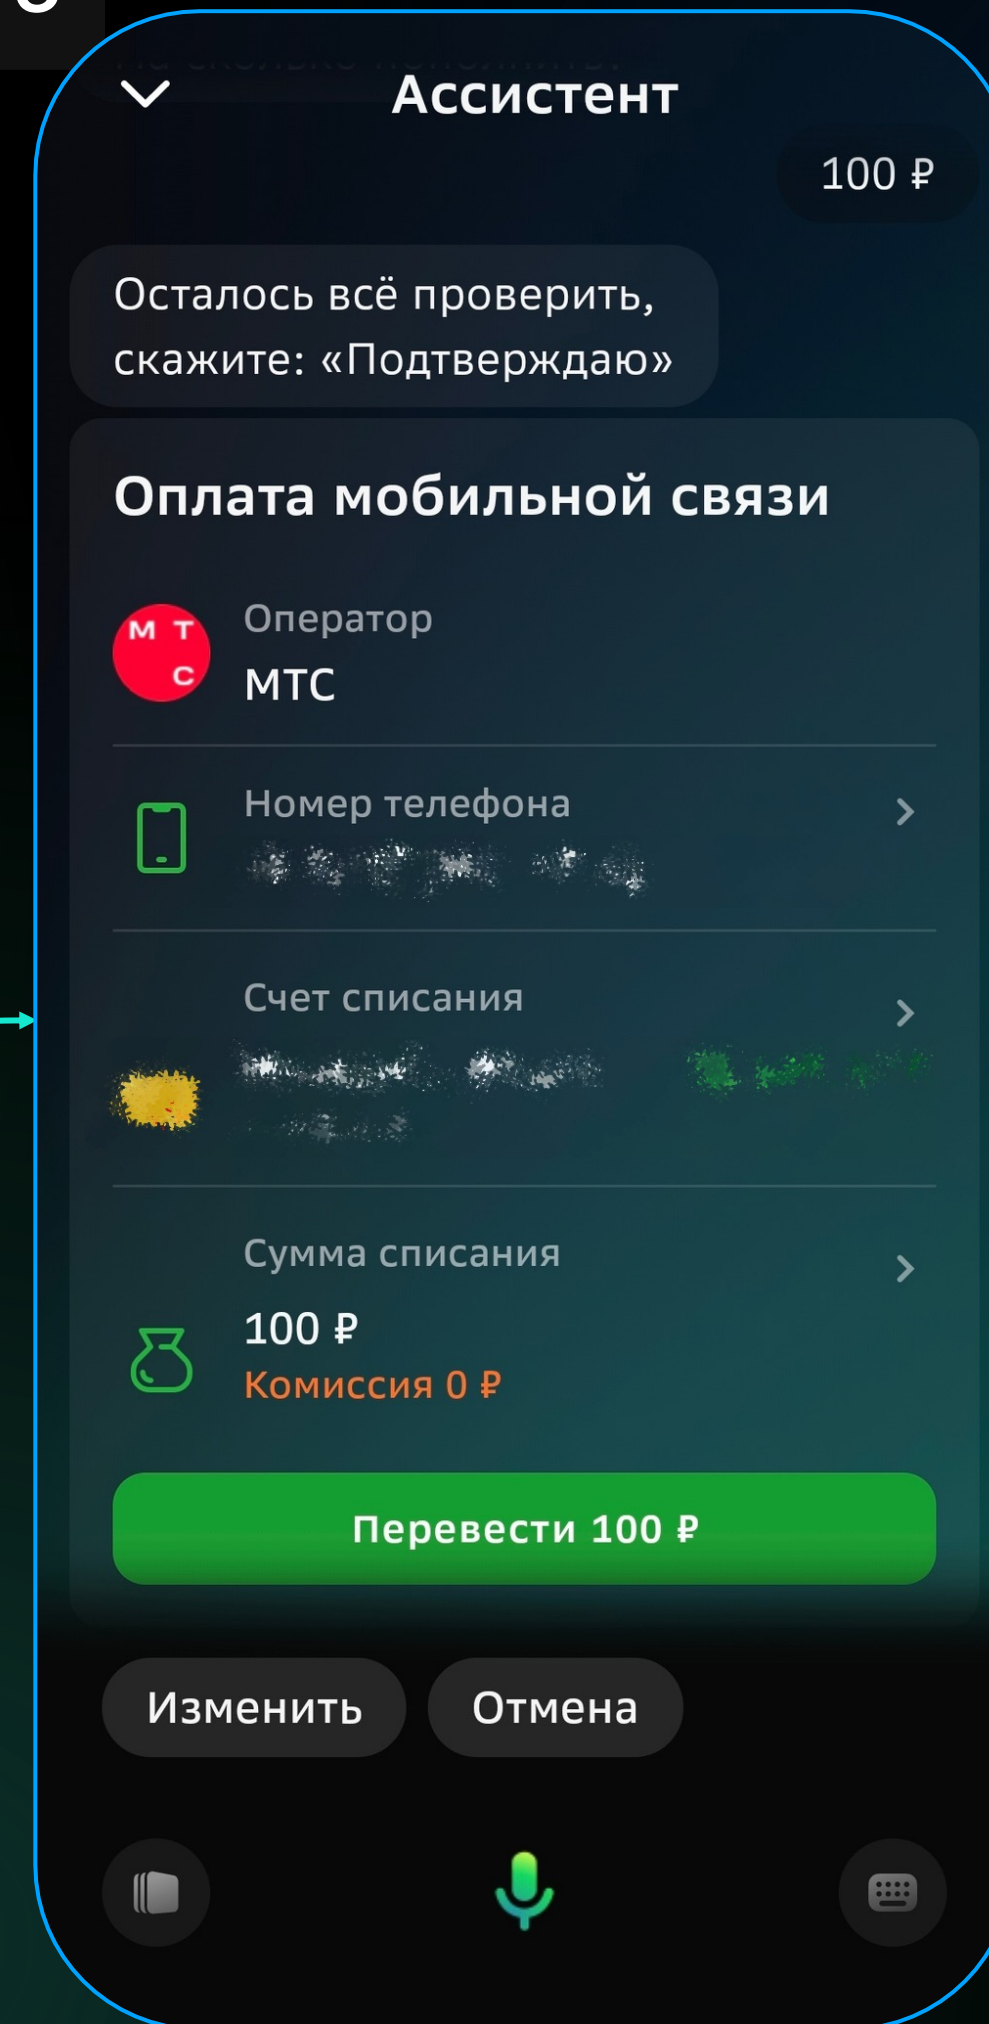 Ассистент
100 ₽
Осталось всё проверить,
скажите: «Подтверждаю»
Оплата мобильной связи
М Т
С
Оператор
МТС
Номер телефона
Счет списания
Сумма списания
100 ₽
Комиссия 0 ₽
Перевести 100 ₽
Изменить
Отмена